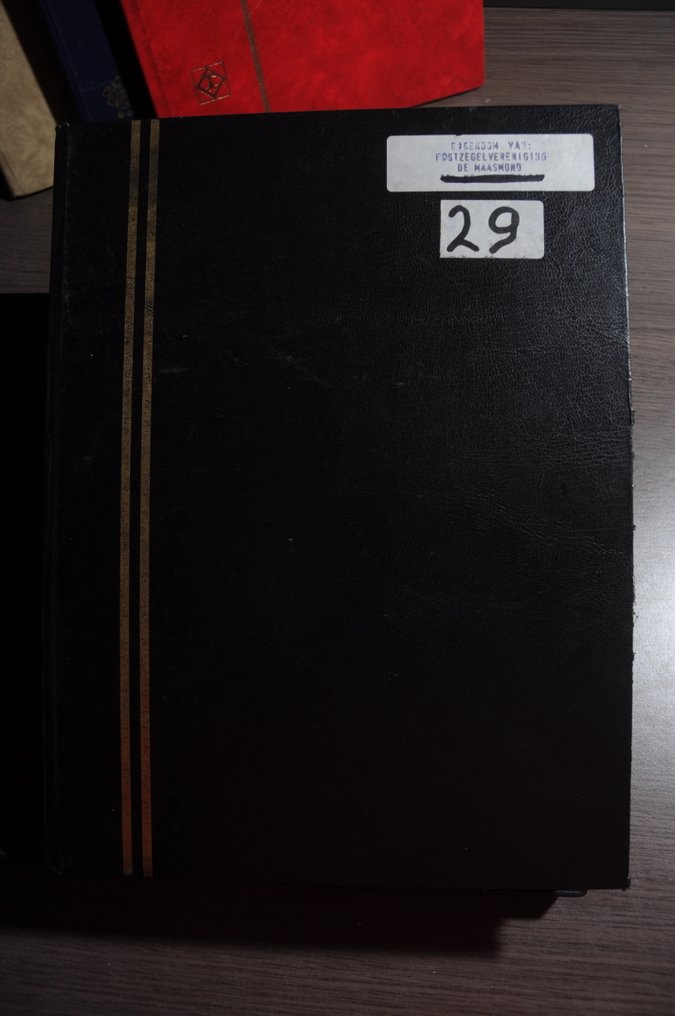 EIGENDOM VAN:
POSTZEGELVERENIGING
DE MAASMOND
29